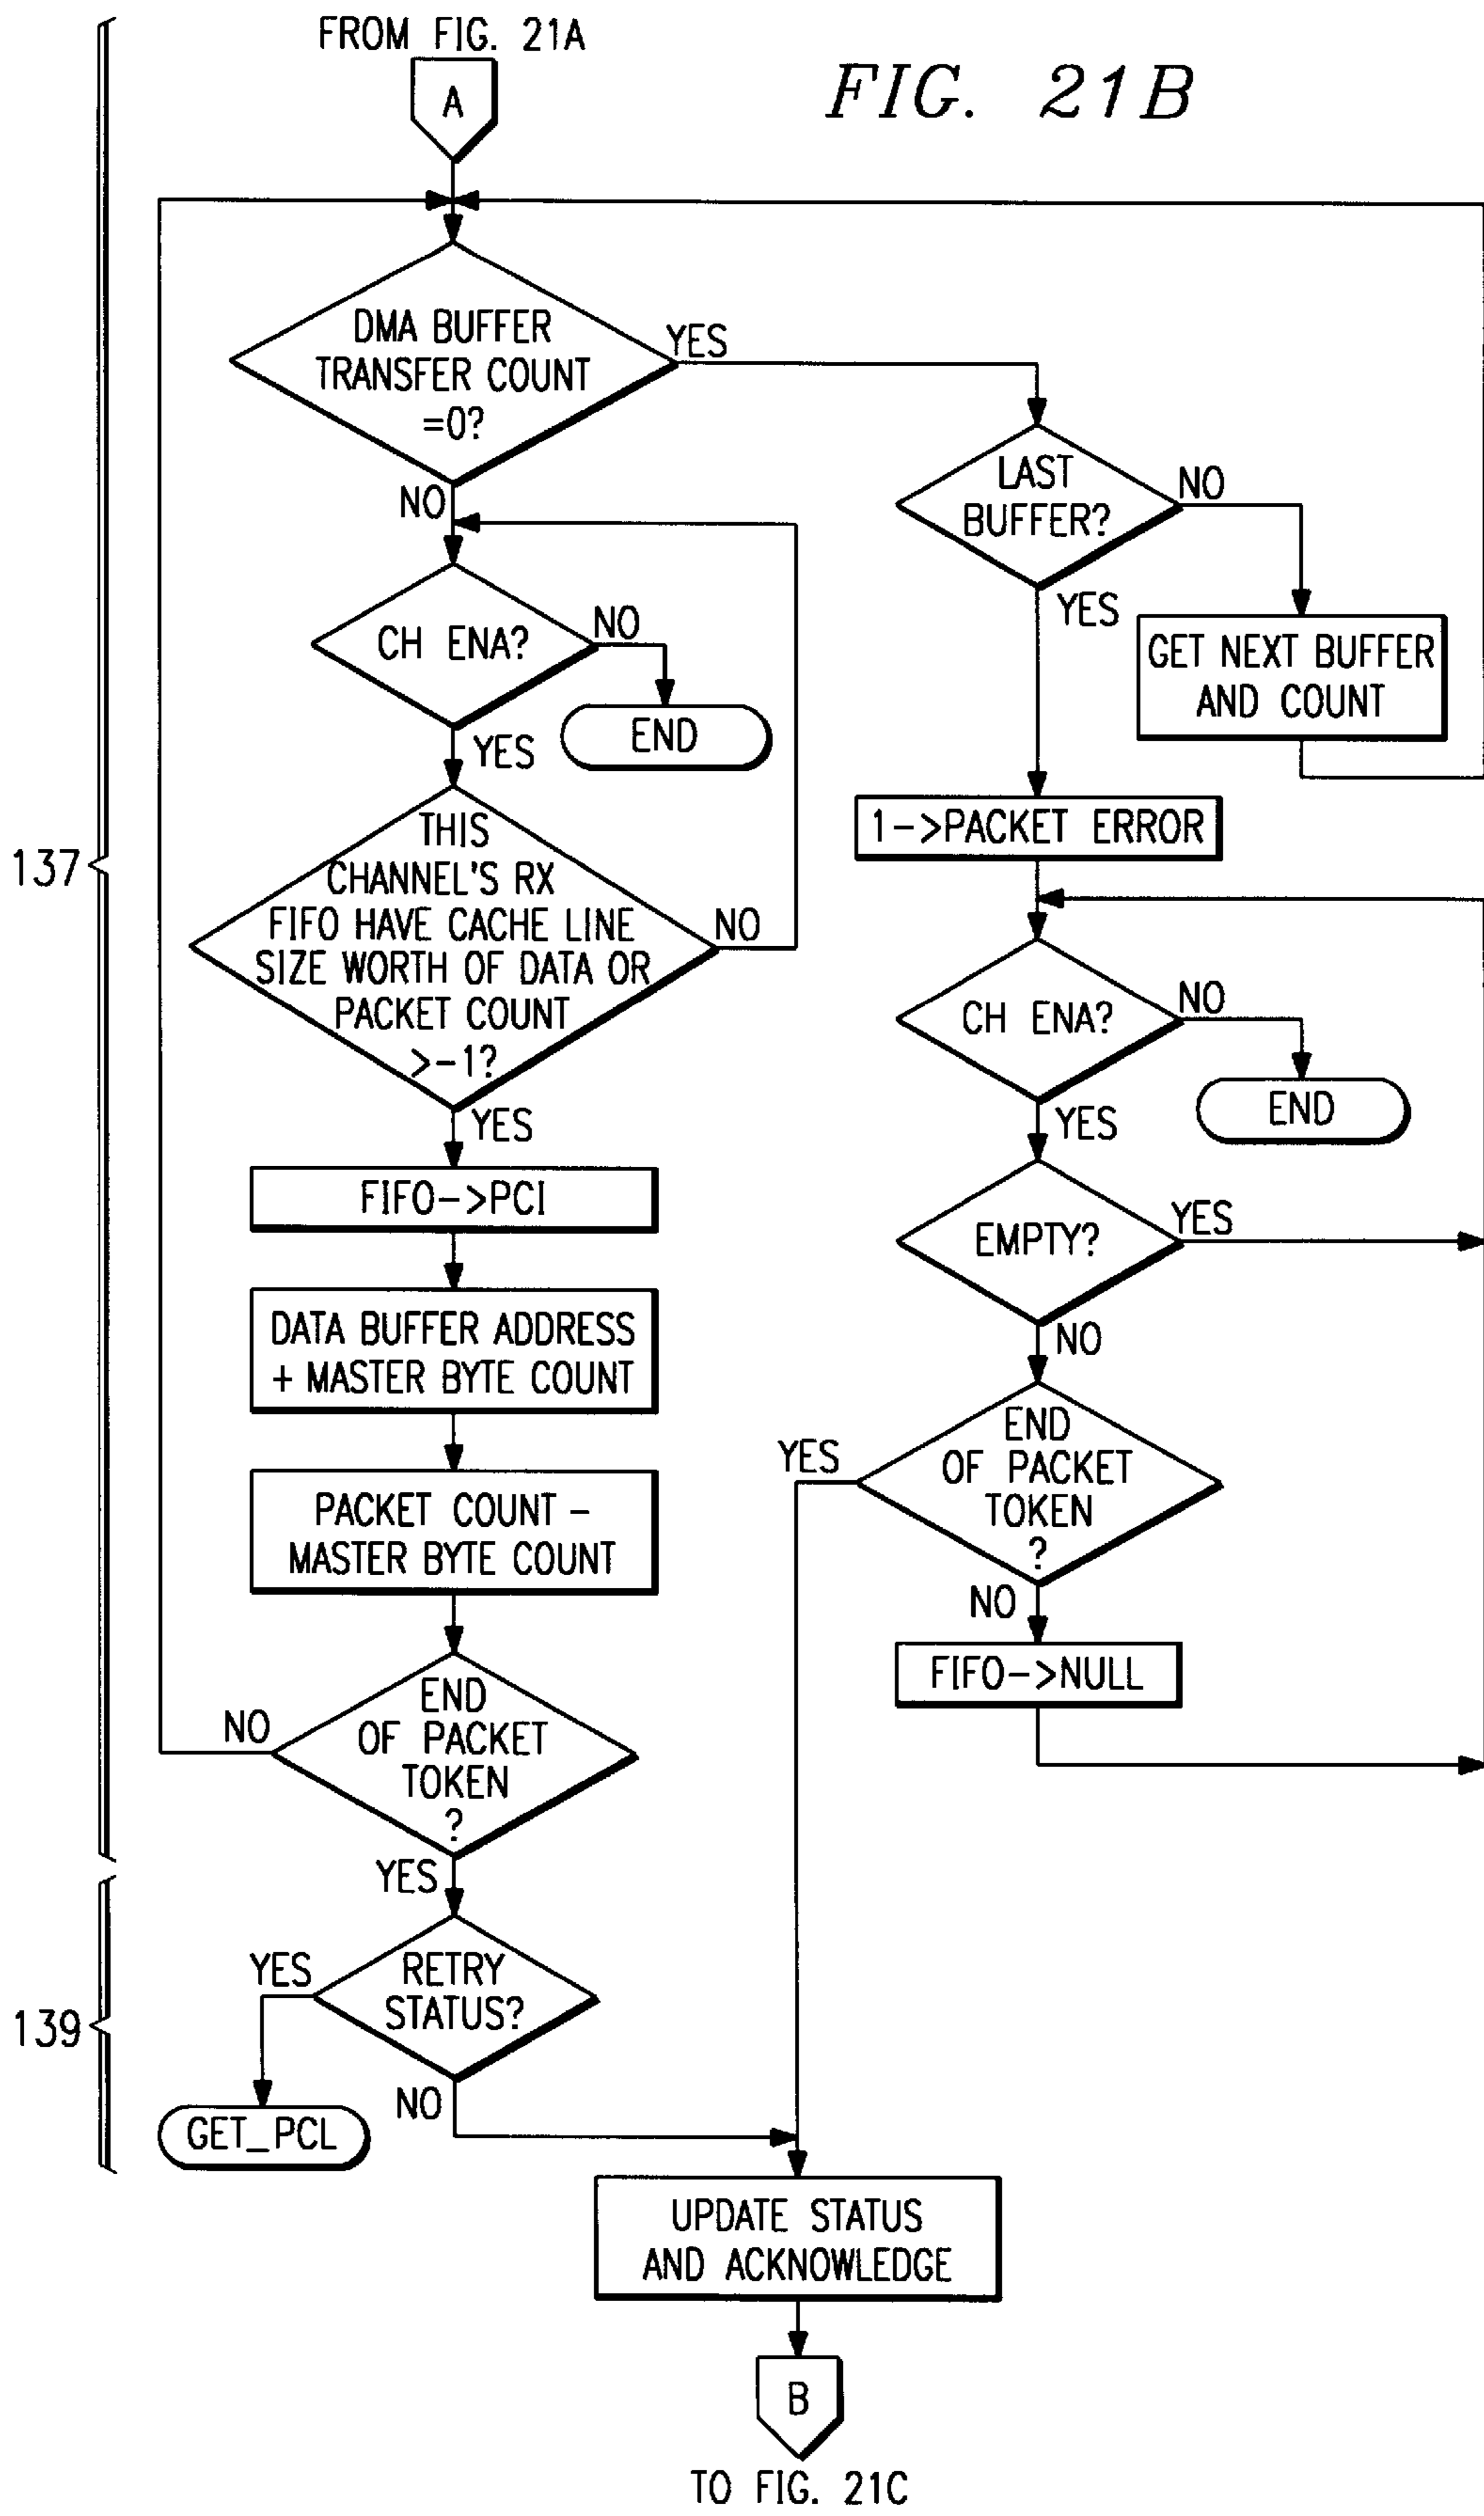 FROM FIG. 21A
FIG. 21B
A
DMA BUFFER
TRANSFER COUNT
=0?
YES
NO
LAST
BUFFER?
NO
YES
GET NEXT BUFFER
AND COUNT
CH ENA?
NO
END
YES
1->PACKET ERROR
THIS
CHANNEL'S RX
FIFO HAVE CACHE LINE
SIZE WORTH OF DATA OR
PACKET COUNT
>-1?
NO
YES
137
CH ENA?
NO
END
YES
FIFO->PCI
EMPTY?
YES
NO
DATA BUFFER ADDRESS
+ MASTER BYTE COUNT
PACKET COUNT -
MASTER BYTE COUNT
END
OF PACKET
TOKEN
?
YES
NO
FIFO->NULL
END
OF PACKET
TOKEN
?
NO
YES
RETRY
STATUS?
YES
NO
139
GET_PCL
UPDATE STATUS
AND ACKNOWLEDGE
B
TO FIG. 21C